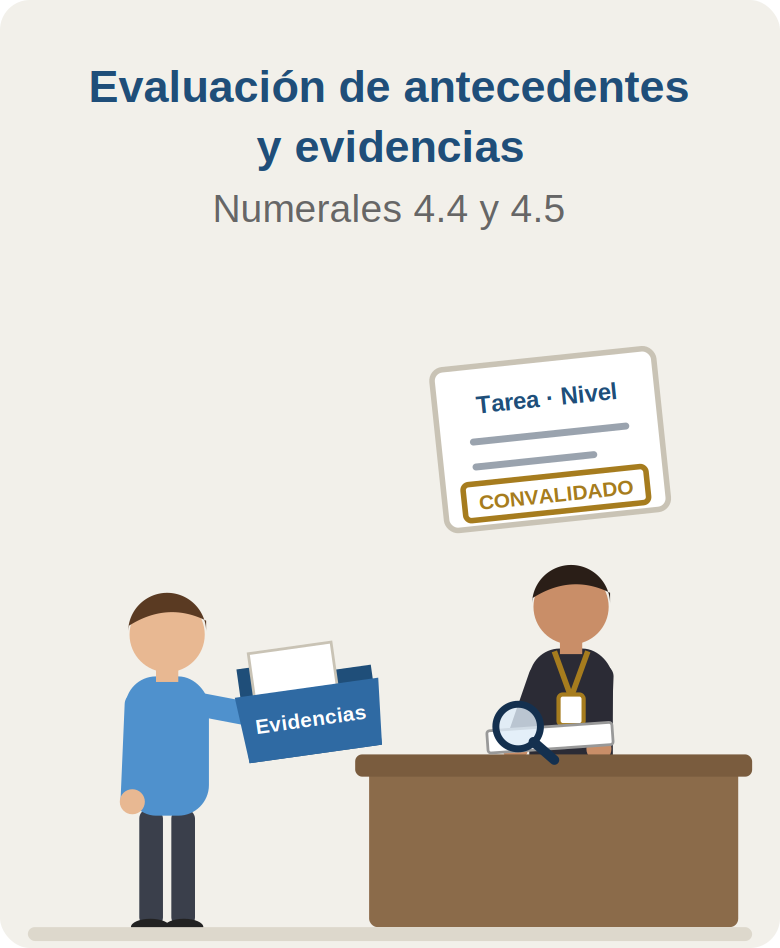 Evaluación de antecedentes
y evidencias
Numerales 4.4 y 4.5
Tarea · Nivel
CONVALIDADO
Evidencias